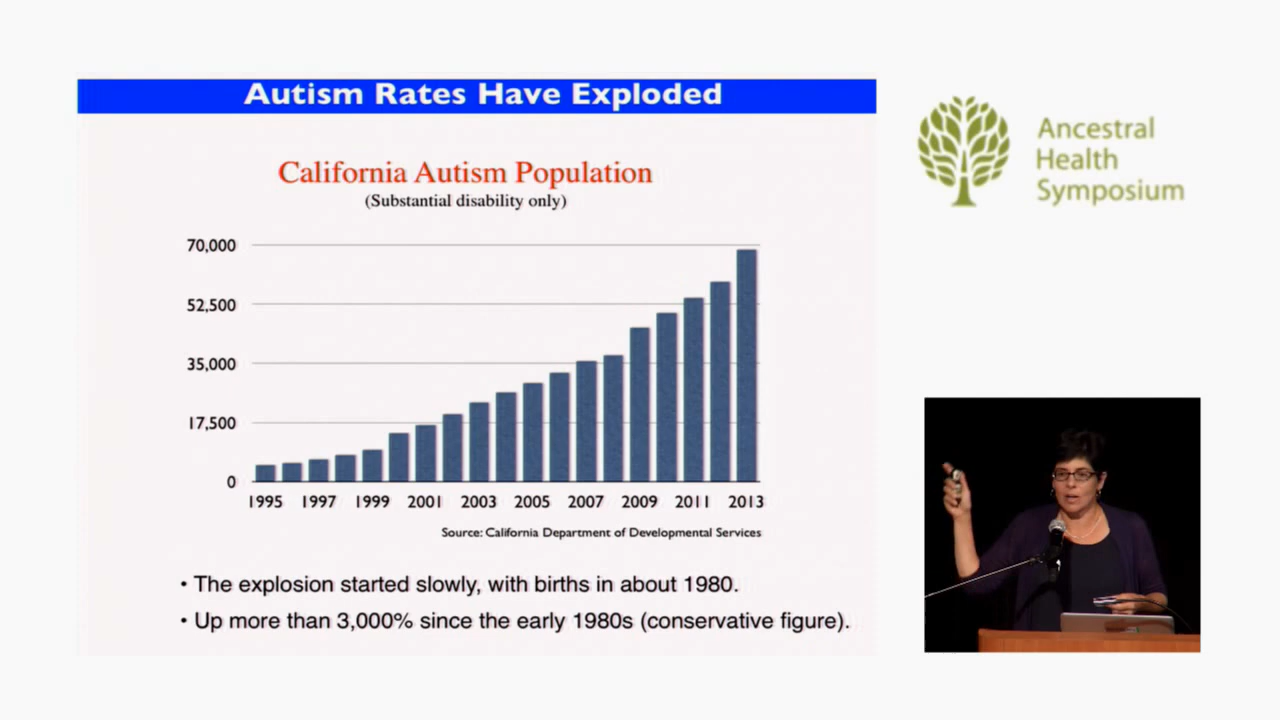 Autism Rates Have Exploded
California Autism Population
(Substantial disability only)
70,000
52,500
35,000
17,500
0
1995 1997 1999 2001 2003 2005 2007 2009 2011 2013
Source: California Department of Developmental Services
• The explosion started slowly, with births in about 1980.
• Up more than 3,000% since the early 1980s (conservative figure).
Ancestral
Health
Symposium